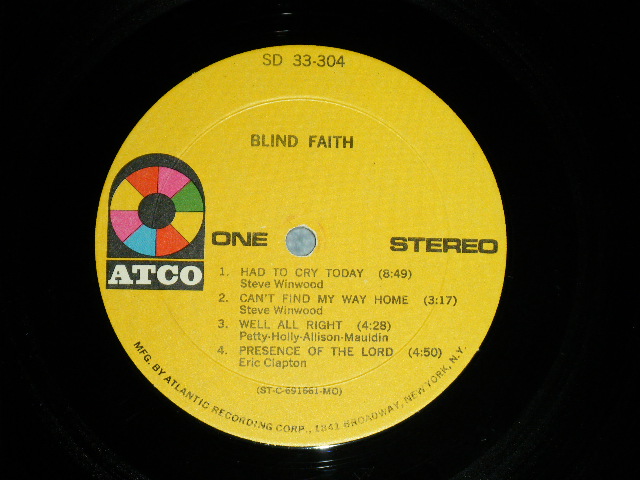 SD 33-304
BLIND FAITH
ATCO
ONE
STEREO
1. HAD TO CRY TODAY (8:49)
Steve Winwood
2. CAN'T FIND MY WAY HOME (3:17)
Steve Winwood
3. WELL ALL RIGHT (4:28)
Petty-Holly-Allison-Mauldin
4. PRESENCE OF THE LORD (4:50)
Eric Clapton
(ST-C-691661-MO)
MFG. BY ATLANTIC RECORDING CORP., 1841 BROADWAY, NEW YORK, N.Y.